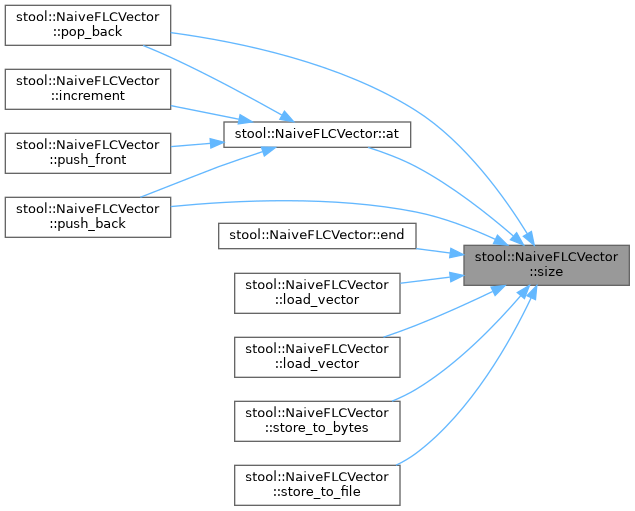 stool::NaiveFLCVector
::pop_back
stool::NaiveFLCVector
::increment
stool::NaiveFLCVector::at
stool::NaiveFLCVector
::push_front
stool::NaiveFLCVector
::push_back
stool::NaiveFLCVector::end
stool::NaiveFLCVector
::size
stool::NaiveFLCVector
::load_vector
stool::NaiveFLCVector
::load_vector
stool::NaiveFLCVector
::store_to_bytes
stool::NaiveFLCVector
::store_to_file